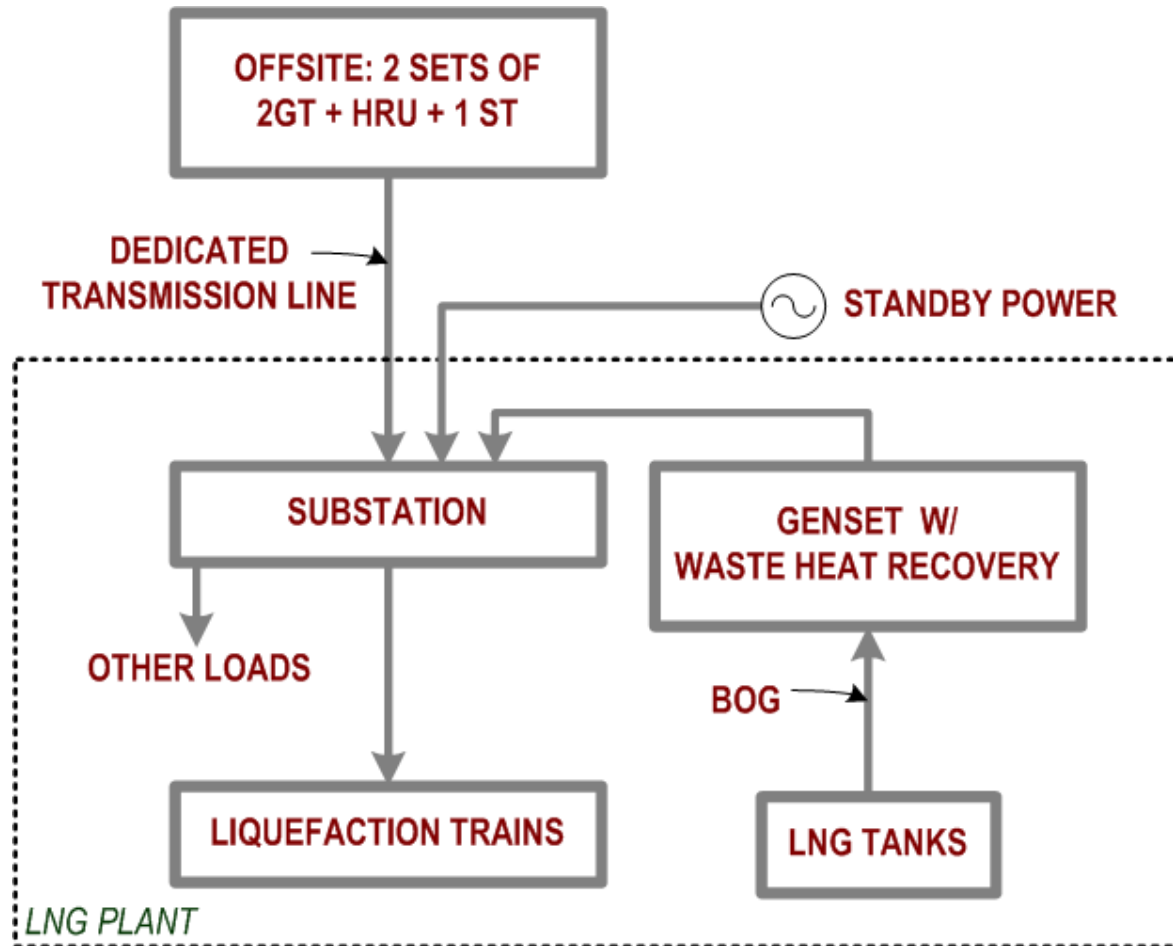 OFFSITE: 2 SETS OF
2GT + HRU + 1 ST
DEDICATED
TRANSMISSION LINE
STANDBY POWER
SUBSTATION
GENSET W/
WASTE HEAT RECOVERY
OTHER LOADS
BOG
LIQUEFACTION TRAINS
LNG TANKS
LNG PLANT